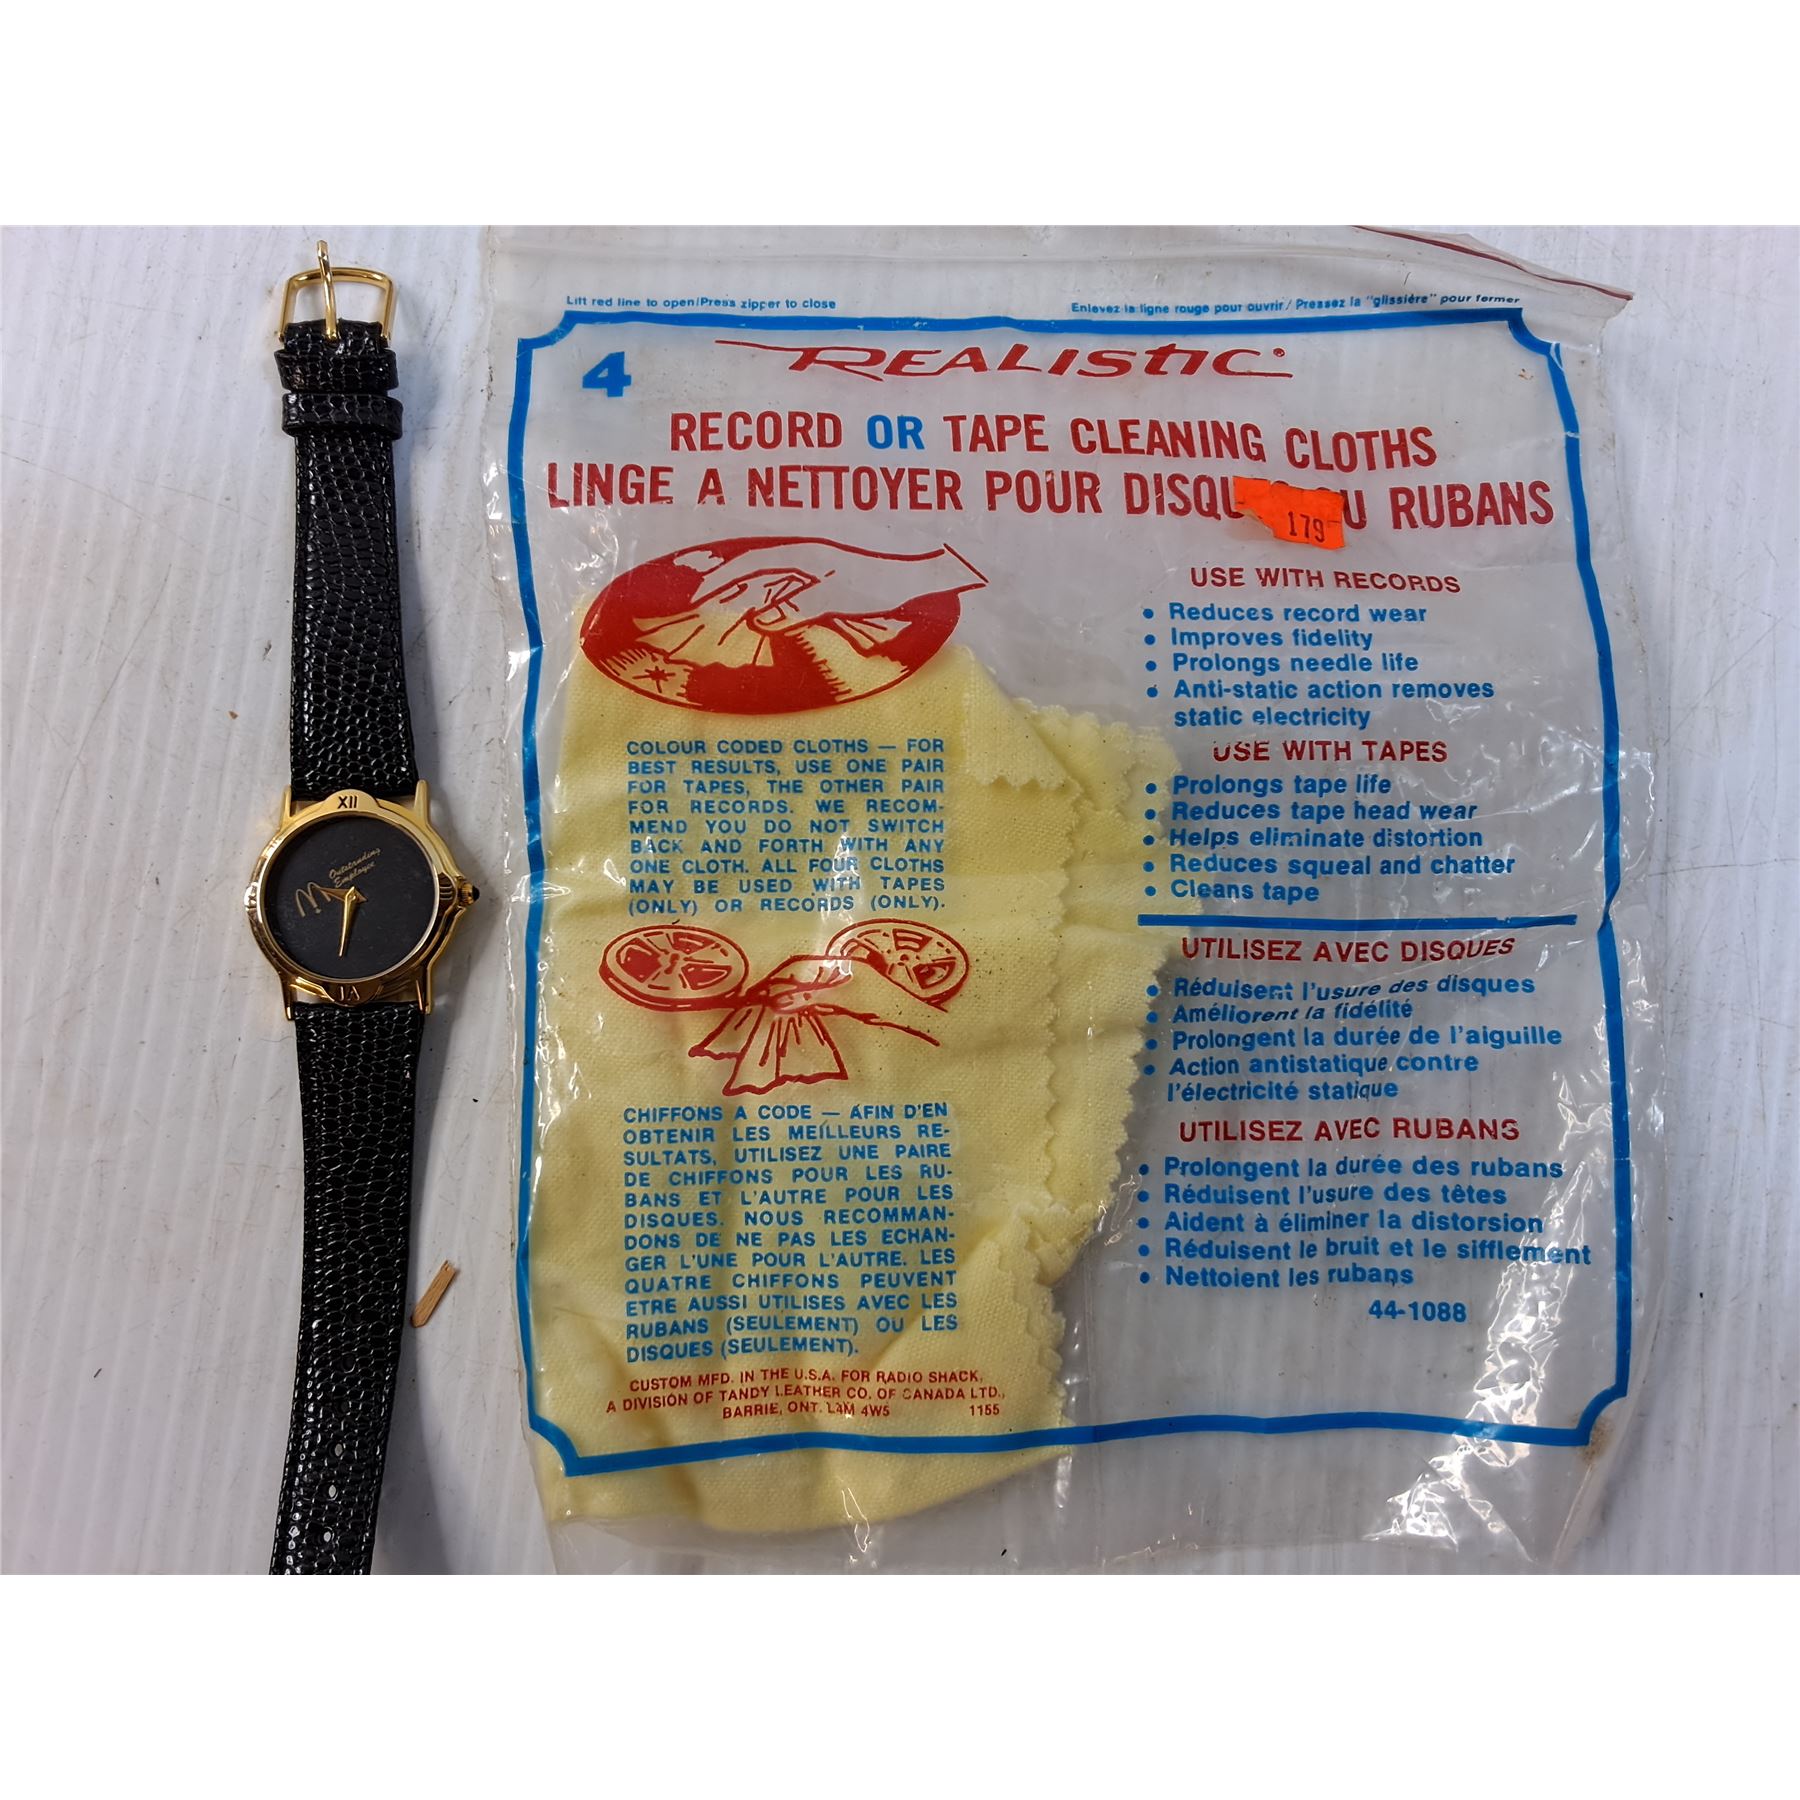 XII
Outstanding
Employee
VI
Lift red line to open/Press zipper to close
Enlevez la ligne rouge pour ouvrir / Pressez la "glissière" pour fermer
4
REALISTIC
RECORD OR TAPE CLEANING CLOTHS
LINGE A NETTOYER POUR DISQU U RUBANS
179
USE WITH RECORDS
• Reduces record wear
• Improves fidelity
• Prolongs needle life
• Anti-static action removes
static electricity
USE WITH TAPES
• Prolongs tape life
• Reduces tape head wear
• Helps eliminate distortion
• Reduces squeal and chatter
• Cleans tape
UTILISEZ AVEC DISQUES
• Réduisent l'usure des disques
• Améliorent la fidélité
• Prolongent la durée de l'aiguille
• Action antistatique contre
l'électricité statique
UTILISEZ AVEC RUBANS
• Prolongent la durée des rubans
• Réduisent l'usure des têtes
• Aident à éliminer la distorsion
• Réduisent le bruit et le sifflement
• Nettoient les rubans
44-1088
COLOUR CODED CLOTHS — FOR
BEST RESULTS, USE ONE PAIR
FOR TAPES, THE OTHER PAIR
FOR RECORDS. WE RECOM-
MEND YOU DO NOT SWITCH
BACK AND FORTH WITH ANY
ONE CLOTH. ALL FOUR CLOTHS
MAY BE USED WITH TAPES
(ONLY) OR RECORDS (ONLY).
CHIFFONS A CODE — AFIN D'EN
OBTENIR LES MEILLEURS RE-
SULTATS, UTILISEZ UNE PAIRE
DE CHIFFONS POUR LES RU-
BANS ET L'AUTRE POUR LES
DISQUES. NOUS RECOMMAN-
DONS DE NE PAS LES ECHAN-
GER L'UNE POUR L'AUTRE. LES
QUATRE CHIFFONS PEUVENT
ETRE AUSSI UTILISES AVEC LES
RUBANS (SEULEMENT) OU LES
DISQUES (SEULEMENT).
CUSTOM MFD. IN THE U.S.A. FOR RADIO SHACK,
A DIVISION OF TANDY LEATHER CO. OF CANADA LTD.,
BARRIE, ONT. L4M 4W5 1155